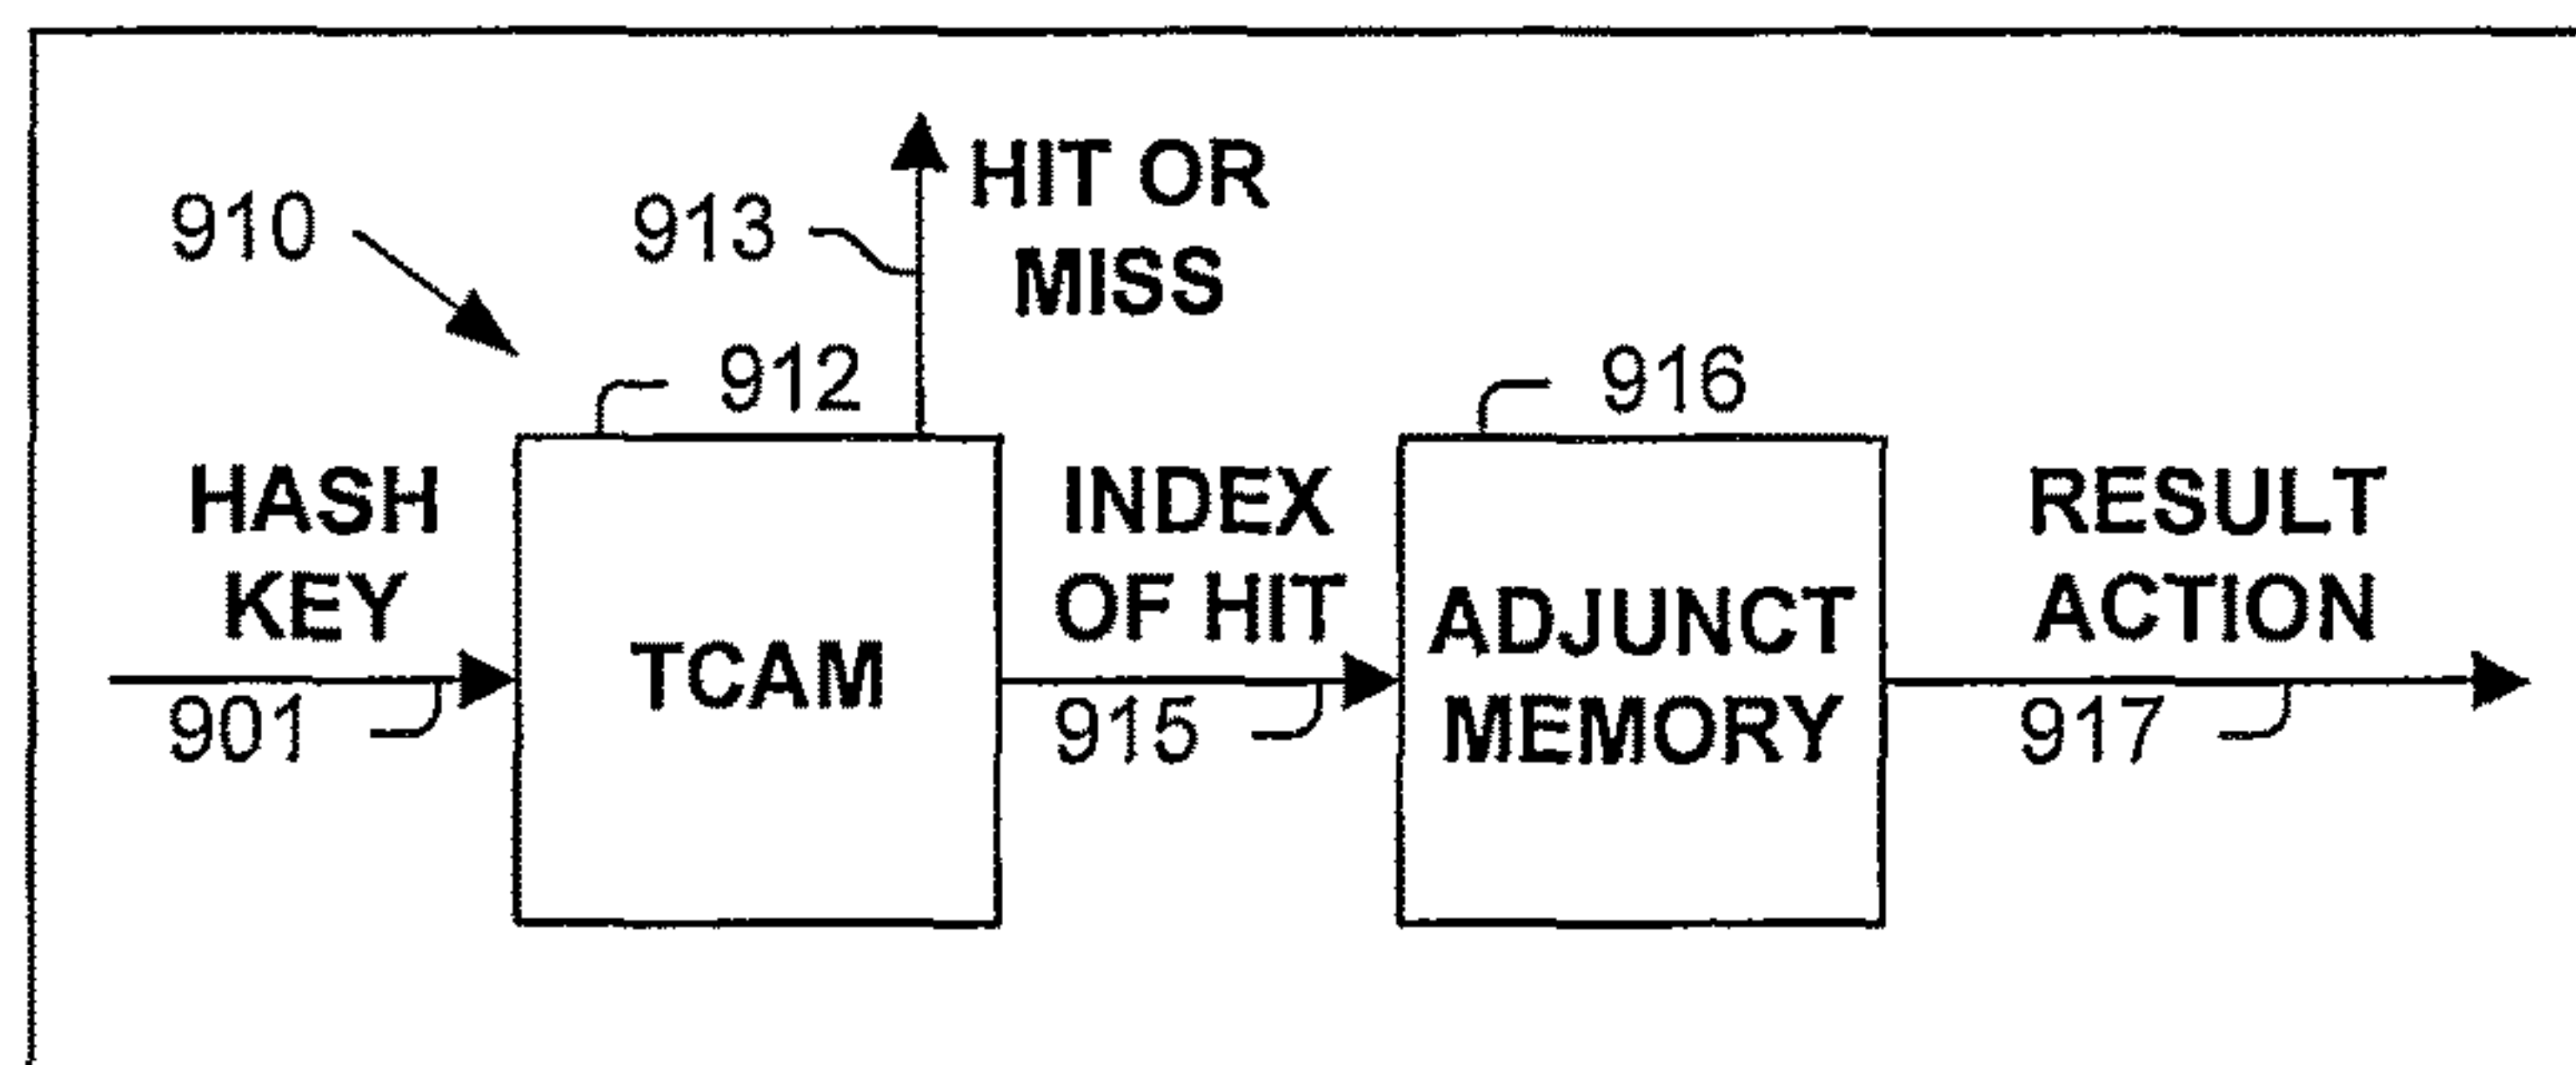 910
913
HIT OR
MISS
912
916
HASH
KEY
901
TCAM
INDEX
OF HIT
915
ADJUNCT
MEMORY
RESULT
ACTION
917